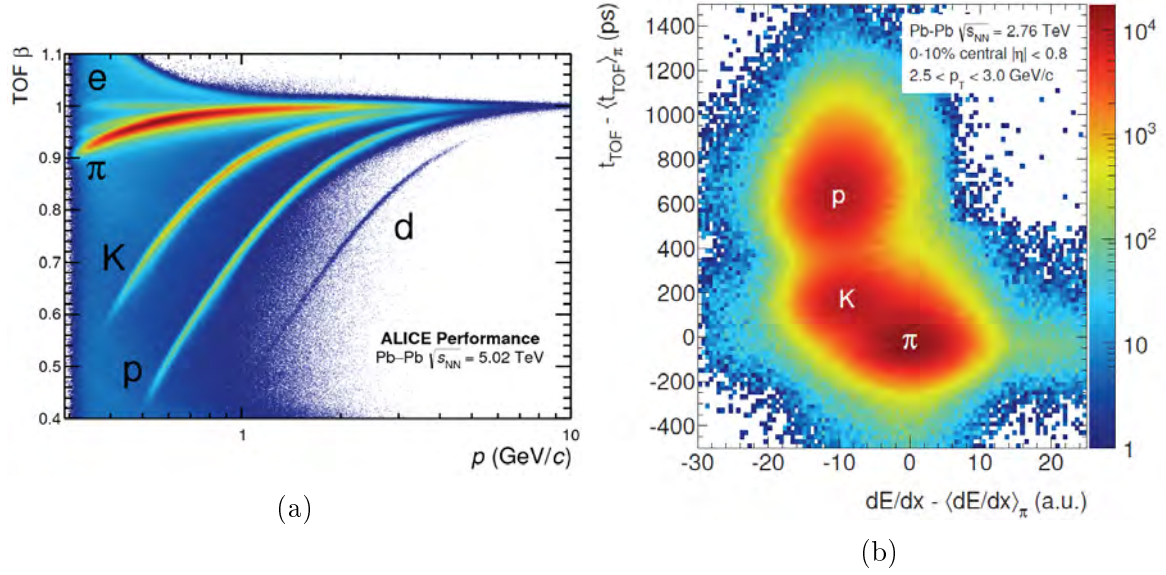 TOF β
1.1
1
0.9
0.8
0.7
0.6
0.5
0.4
e
π
K
p
d
ALICE Performance
Pb–Pb √sNN = 5.02 TeV
1
10
p (GeV/c)
(a)
tTOF - ⟨tTOF⟩π (ps)
1400
1200
1000
800
600
400
200
0
-200
-400
Pb-Pb √sNN = 2.76 TeV
0-10% central |η| < 0.8
2.5 < pT < 3.0 GeV/c
p
K
π
-30
-20
-10
0
10
20
dE/dx - ⟨dE/dx⟩π (a.u.)
10⁴
10³
10²
10
1
(b)